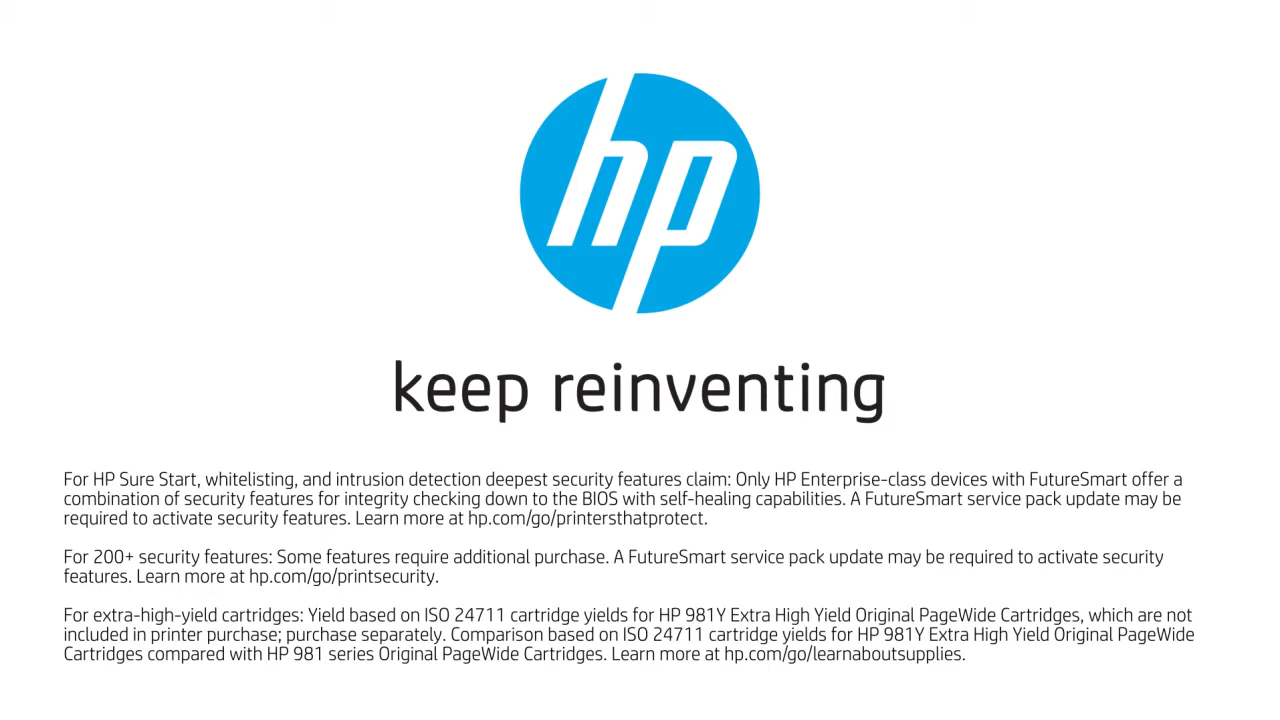 hp
keep reinventing
For HP Sure Start, whitelisting, and intrusion detection deepest security features claim: Only HP Enterprise-class devices with FutureSmart offer a
combination of security features for integrity checking down to the BIOS with self-healing capabilities. A FutureSmart service pack update may be
required to activate security features. Learn more at hp.com/go/printersthatprotect.
For 200+ security features: Some features require additional purchase. A FutureSmart service pack update may be required to activate security
features. Learn more at hp.com/go/printsecurity.
For extra-high-yield cartridges: Yield based on ISO 24711 cartridge yields for HP 981Y Extra High Yield Original PageWide Cartridges, which are not
included in printer purchase; purchase separately. Comparison based on ISO 24711 cartridge yields for HP 981Y Extra High Yield Original PageWide
Cartridges compared with HP 981 series Original PageWide Cartridges. Learn more at hp.com/go/learnaboutsupplies.